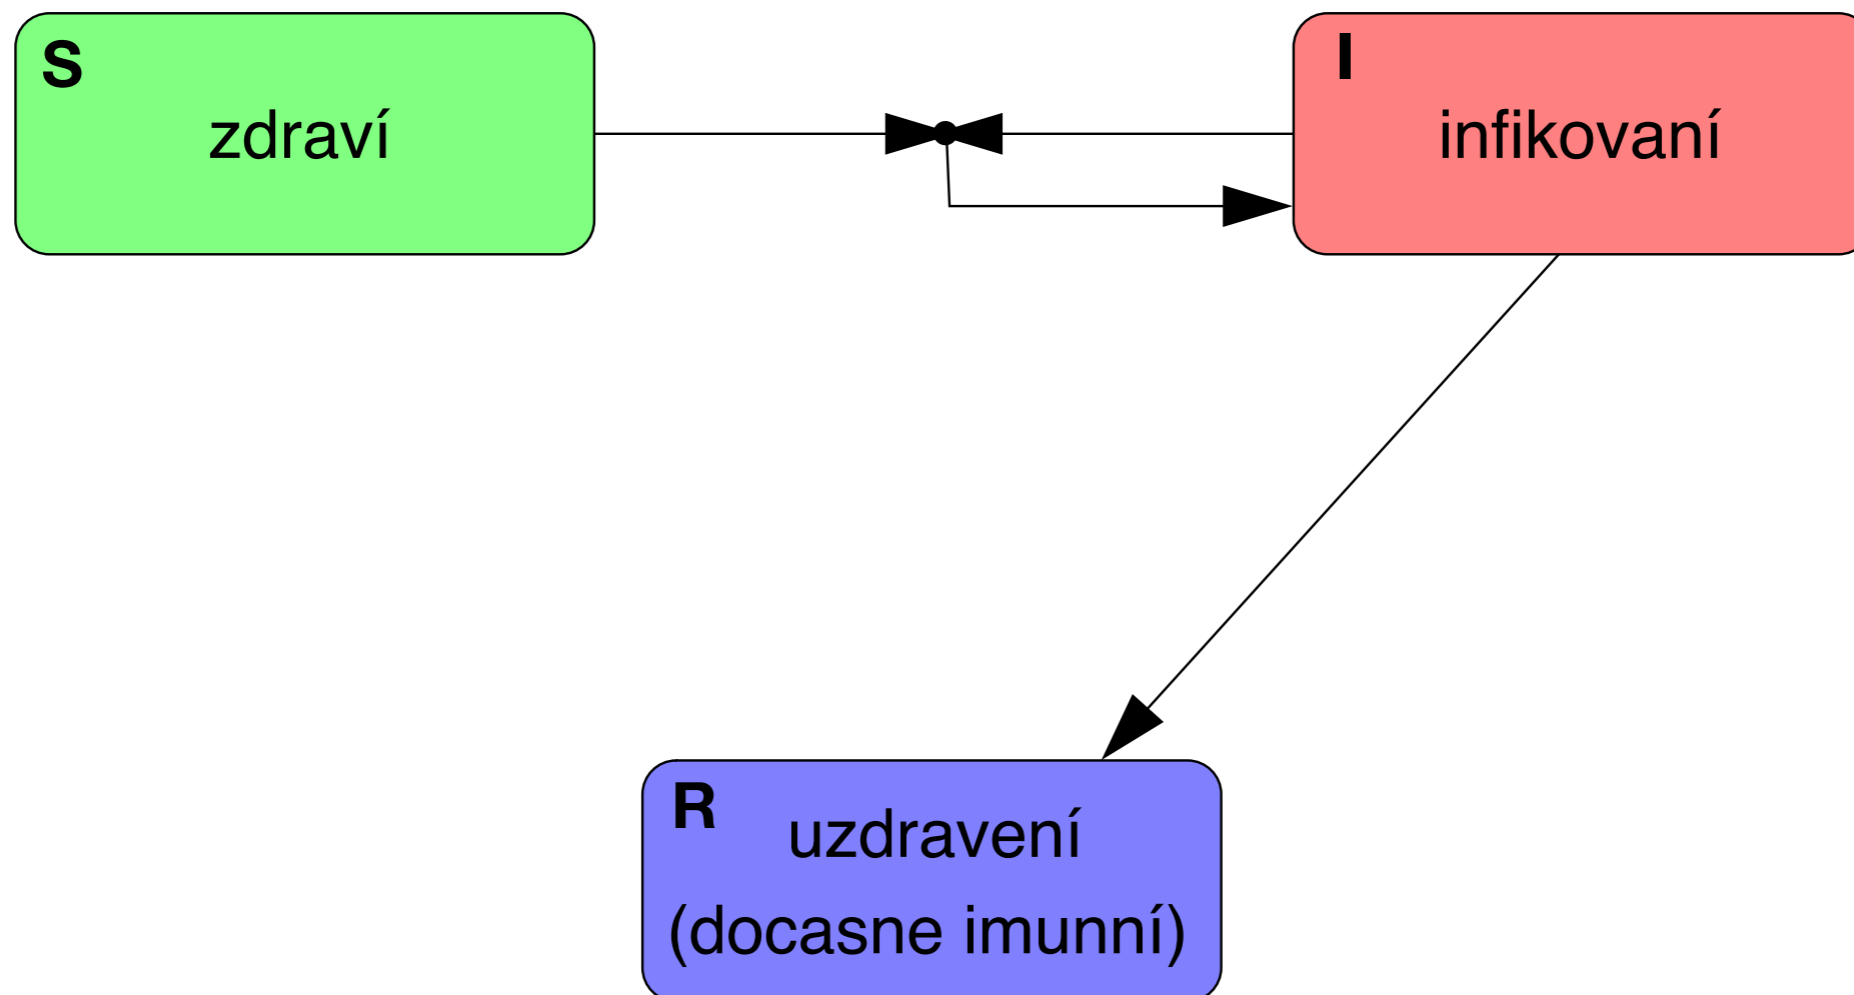 S
zdraví
I
infikovaní
R
uzdravení
(docasne imunní)